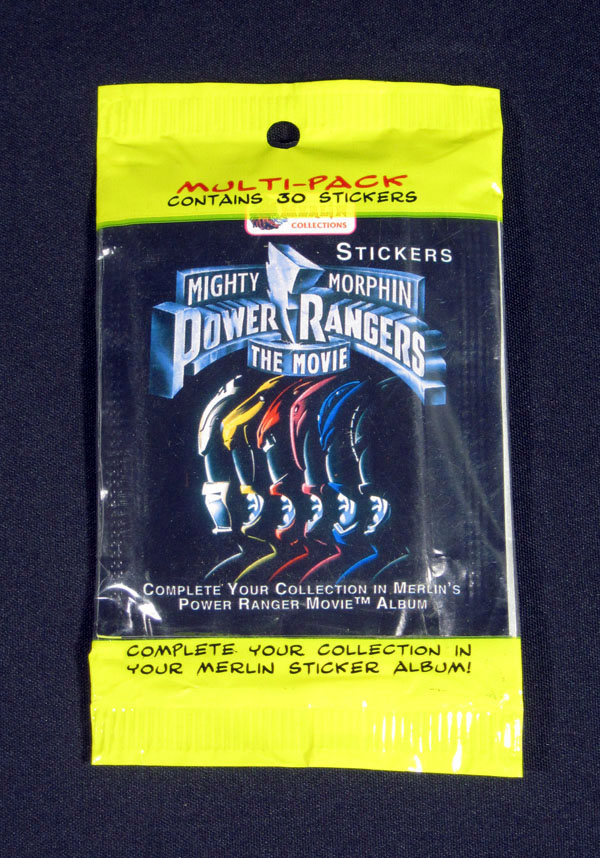 MULTI-PACK
CONTAINS 30 STICKERS
COLLECTIONS
STICKERS
MIGHTY MORPHIN
POWER RANGERS
THE MOVIE
COMPLETE YOUR COLLECTION IN MERLIN'S
POWER RANGER MOVIE™ ALBUM
COMPLETE YOUR COLLECTION IN
YOUR MERLIN STICKER ALBUM!